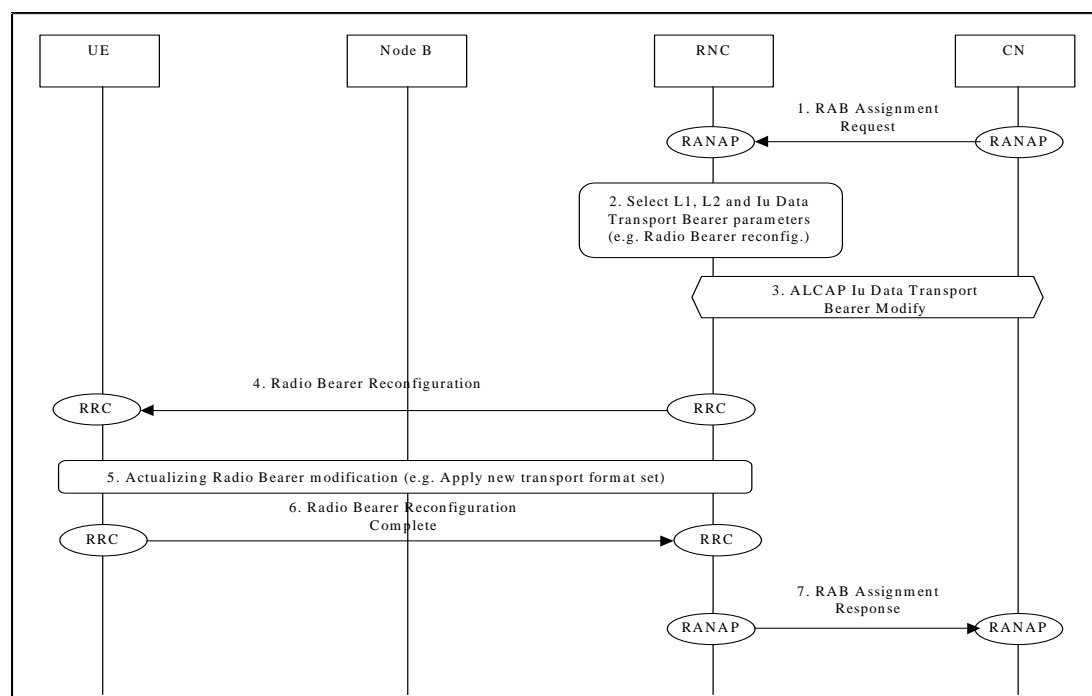 UE
Node B
RNC
CN
1. RAB Assignment
Request
RANAP
RANAP
2. Select L1, L2 and Iu Data
Transport Bearer parameters
(e.g. Radio Bearer reconfig.)
3. ALCAP Iu Data Transport
Bearer Modify
4. Radio Bearer Reconfiguration
RRC
RRC
5. Actualizing Radio Bearer modification (e.g. Apply new transport format set)
6. Radio Bearer Reconfiguration
Complete
RRC
RRC
7. RAB Assignment
Response
RANAP
RANAP